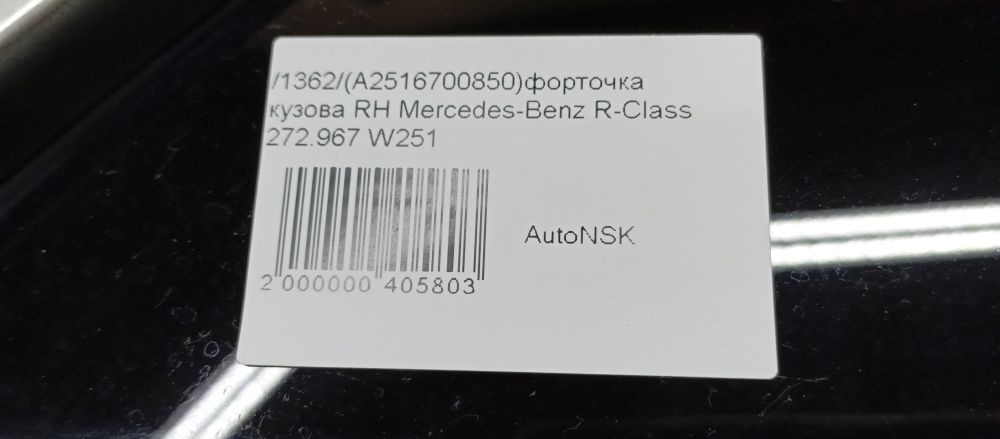 /1362/(A2516700850)форточка
кузова RH Mercedes-Benz R-Class
272.967 W251
AutoNSK
2 000000 405803